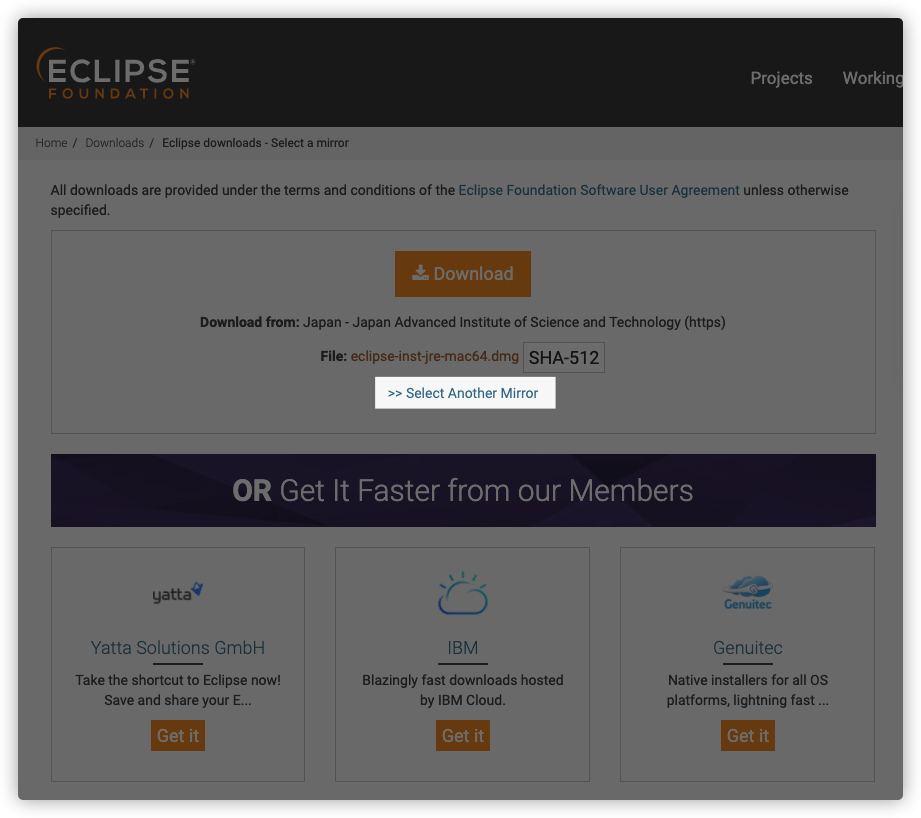 ECLIPSE®
FOUNDATION
Projects Working
Home / Downloads / Eclipse downloads - Select a mirror
All downloads are provided under the terms and conditions of the Eclipse Foundation Software User Agreement unless otherwise
specified.
Download
Download from: Japan - Japan Advanced Institute of Science and Technology (https)
File: eclipse-inst-jre-mac64.dmg SHA-512
>> Select Another Mirror
OR Get It Faster from our Members
yatta
Yatta Solutions GmbH
Take the shortcut to Eclipse now!
Save and share your E...
Get it
IBM
Blazingly fast downloads hosted
by IBM Cloud.
Get it
Genuitec
Genuitec
Native installers for all OS
platforms, lightning fast ...
Get it